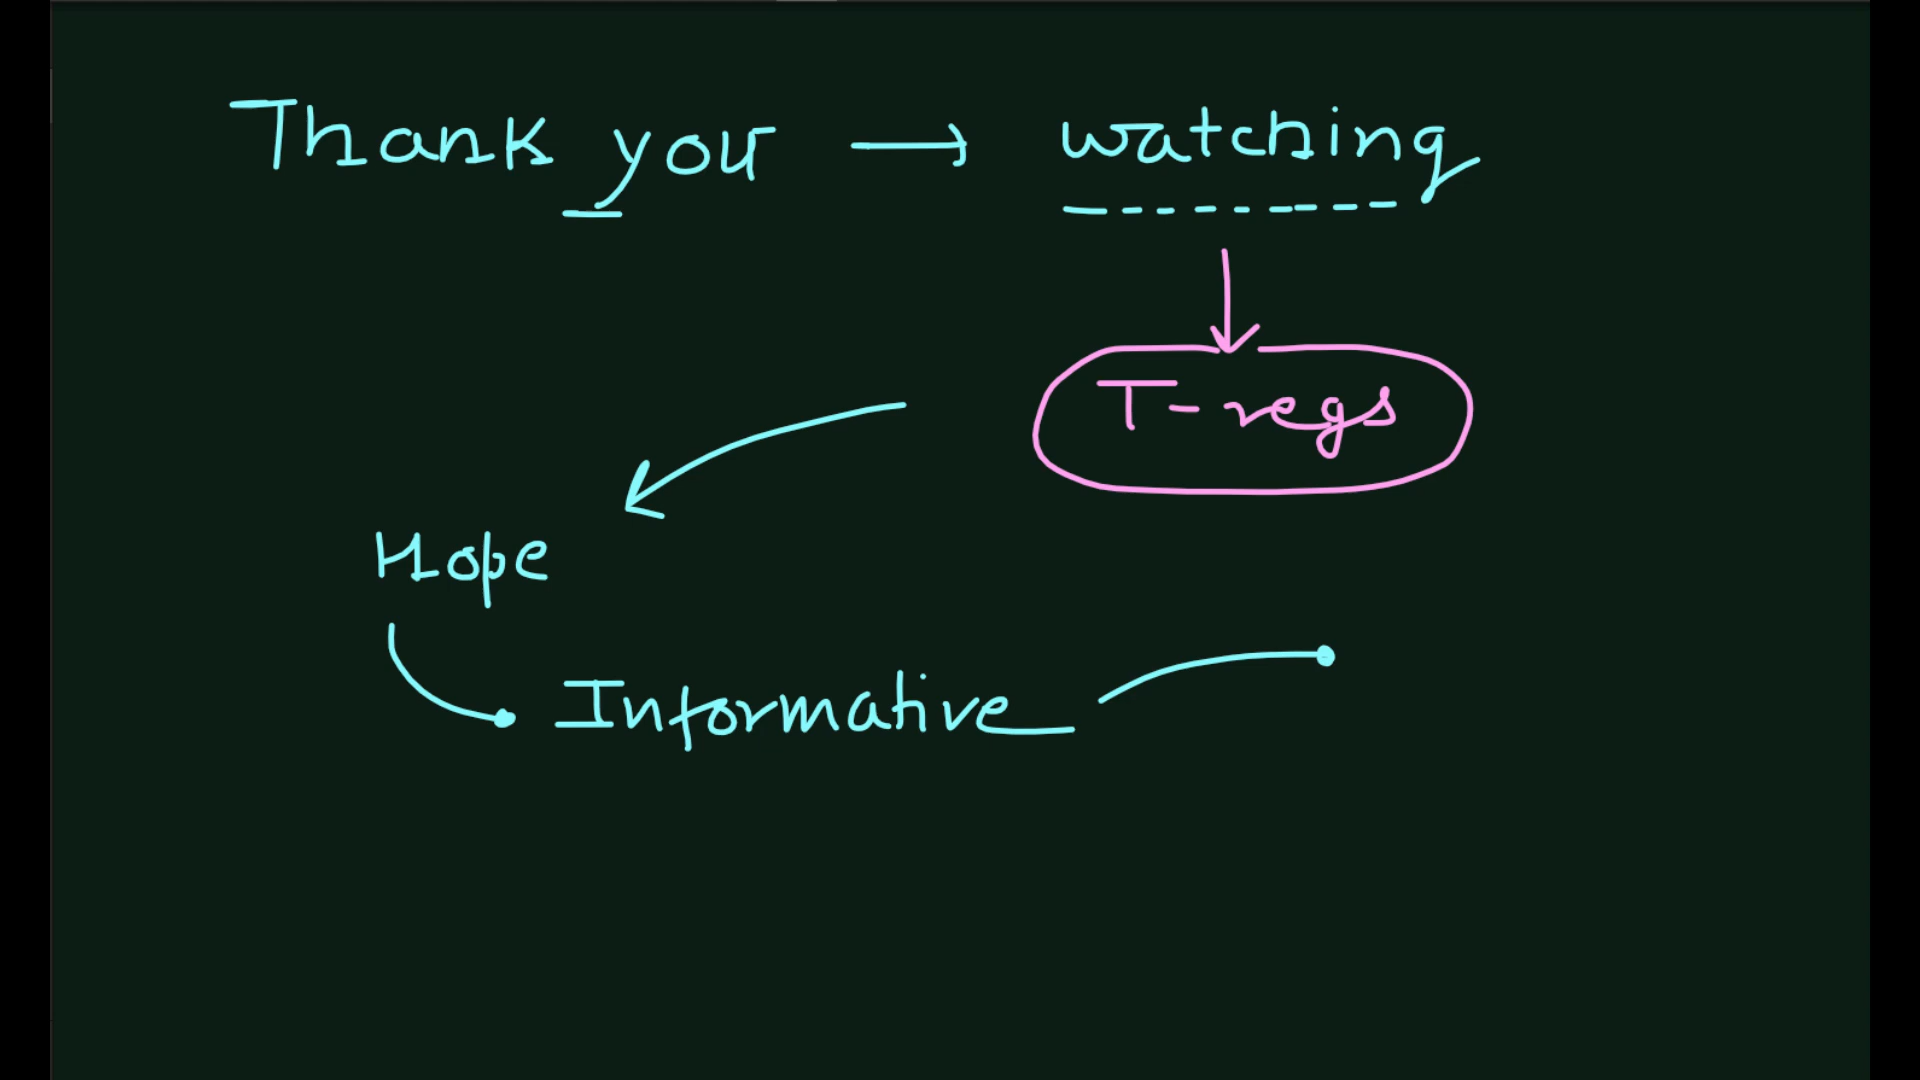 Thank you → watching
T-regs
Hope
Informative